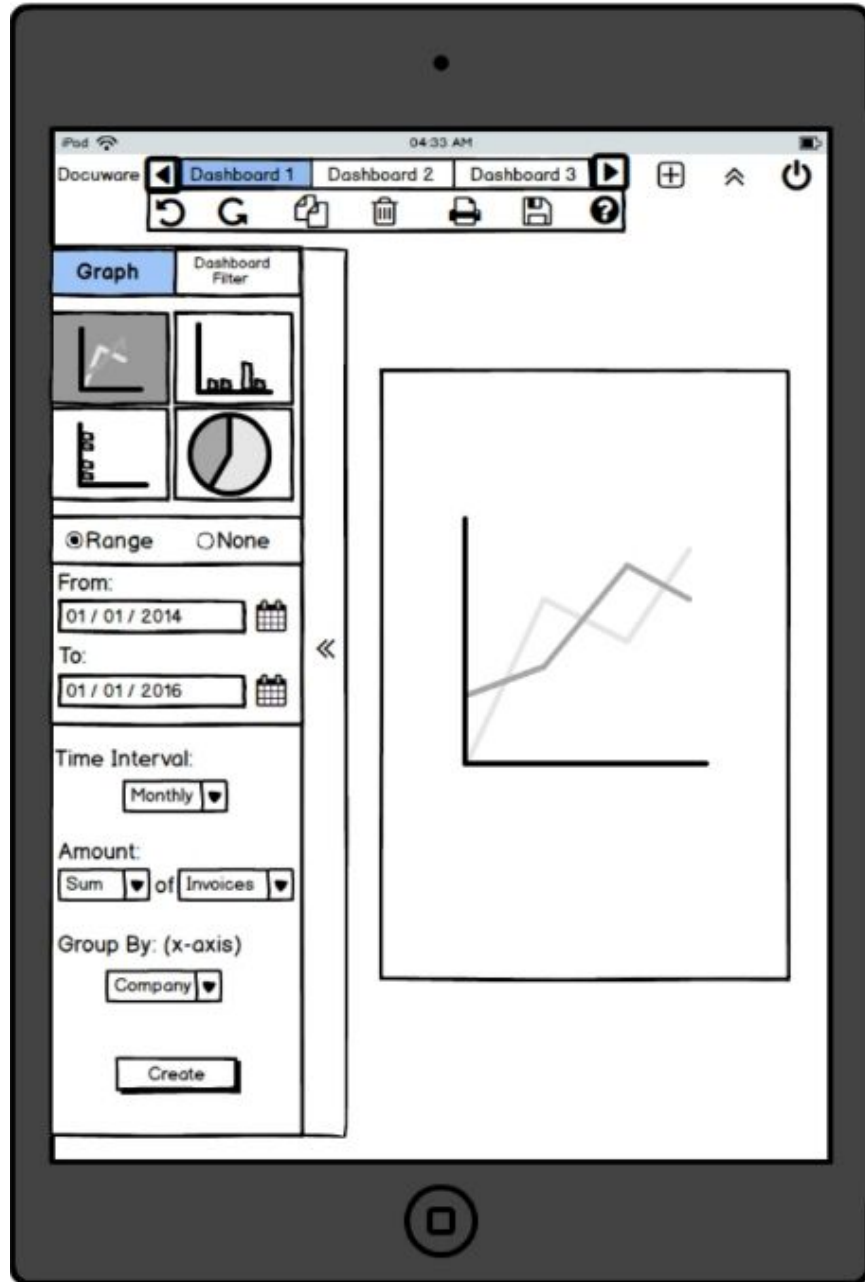 iPad 04:33 AM
Docuware Dashboard 1 Dashboard 2 Dashboard 3
Graph
Dashboard
Filter
Range None
From:
01 / 01 / 2014
To:
01 / 01 / 2016
Time Interval:
Monthly
Amount:
Sum of Invoices
Group By: (x-axis)
Company
Create